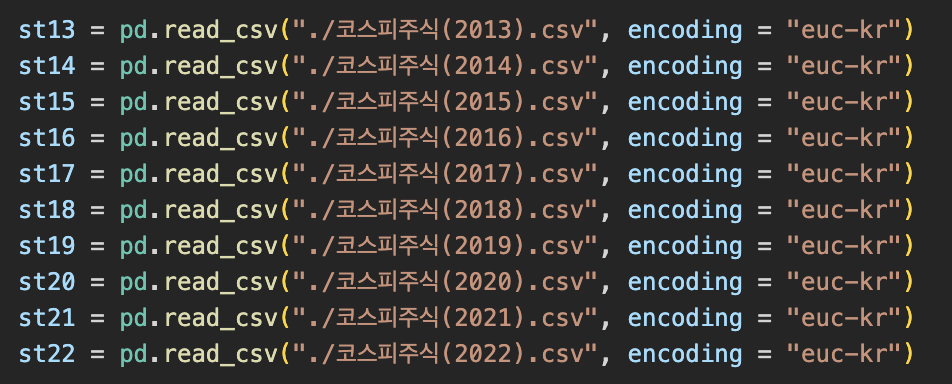 st13 = pd.read_csv("./코스피주식(2013).csv", encoding = "euc-kr")
st14 = pd.read_csv("./코스피주식(2014).csv", encoding = "euc-kr")
st15 = pd.read_csv("./코스피주식(2015).csv", encoding = "euc-kr")
st16 = pd.read_csv("./코스피주식(2016).csv", encoding = "euc-kr")
st17 = pd.read_csv("./코스피주식(2017).csv", encoding = "euc-kr")
st18 = pd.read_csv("./코스피주식(2018).csv", encoding = "euc-kr")
st19 = pd.read_csv("./코스피주식(2019).csv", encoding = "euc-kr")
st20 = pd.read_csv("./코스피주식(2020).csv", encoding = "euc-kr")
st21 = pd.read_csv("./코스피주식(2021).csv", encoding = "euc-kr")
st22 = pd.read_csv("./코스피주식(2022).csv", encoding = "euc-kr")